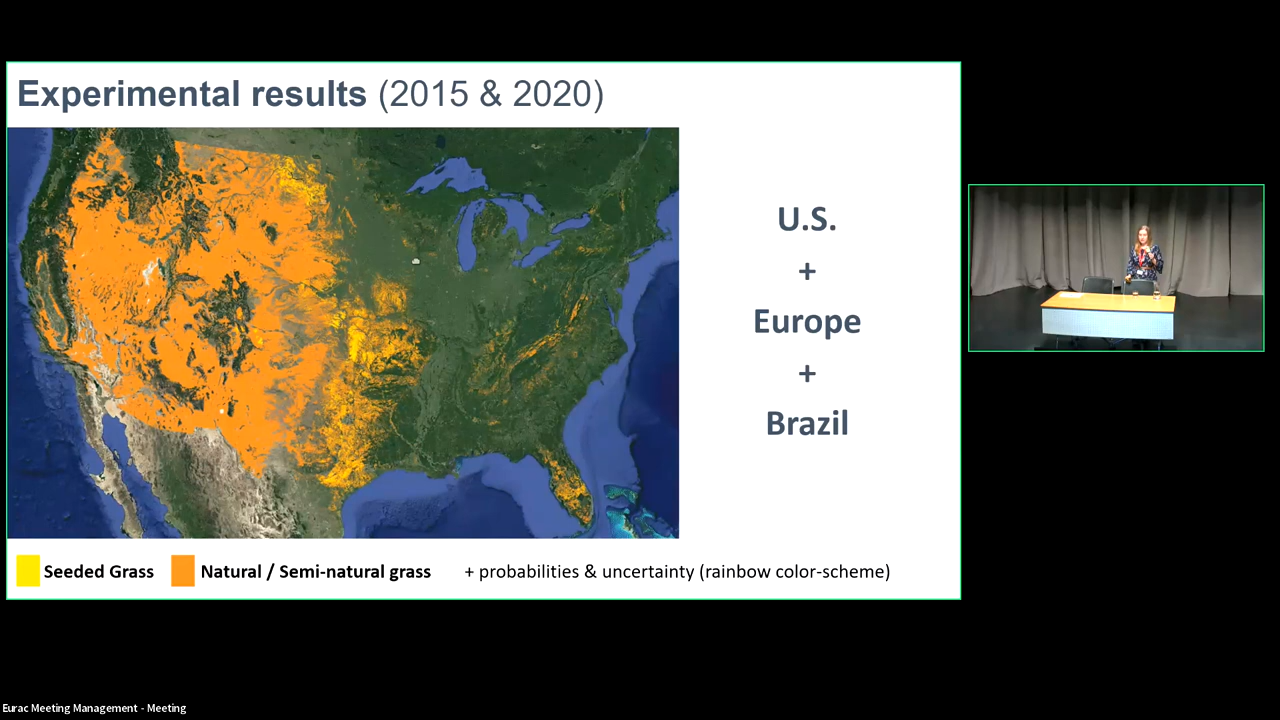 Experimental results (2015 & 2020)
U.S.
+
Europe
+
Brazil
Seeded Grass Natural / Semi-natural grass + probabilities & uncertainty (rainbow color-scheme)
Eurac Meeting Management - Meeting